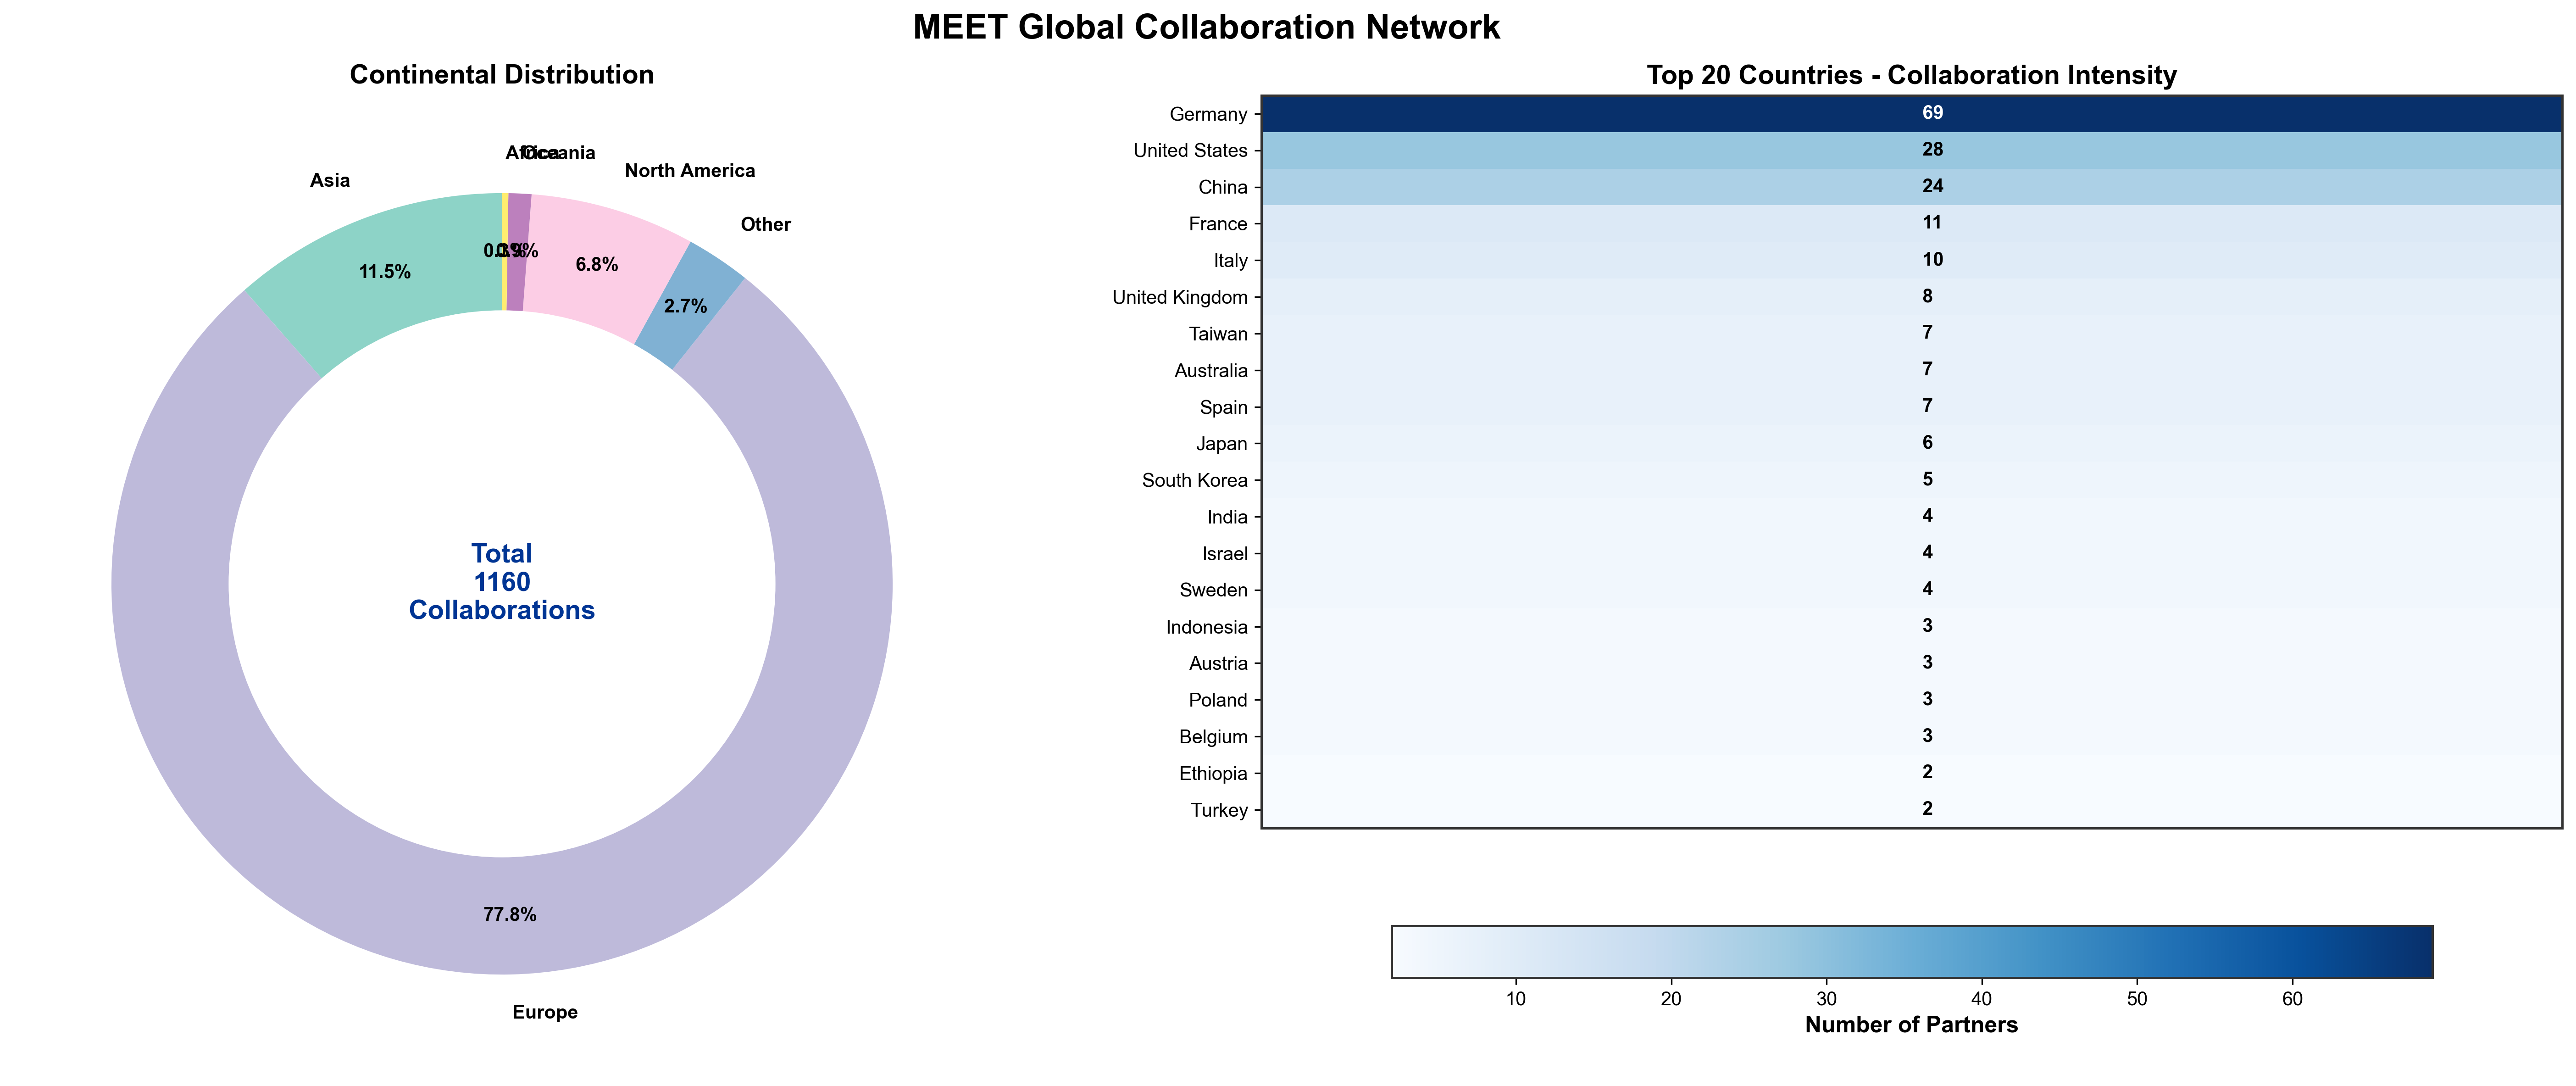 MEET Global Collaboration Network
Continental Distribution
Africa
Oceania
North America
Asia
Other
0.3%
0.9%
6.8%
11.5%
2.7%
Total
1160
Collaborations
77.8%
Europe
Top 20 Countries - Collaboration Intensity
Germany 69
United States 28
China 24
France 11
Italy 10
United Kingdom 8
Taiwan 7
Australia 7
Spain 7
Japan 6
South Korea 5
India 4
Israel 4
Sweden 4
Indonesia 3
Austria 3
Poland 3
Belgium 3
Ethiopia 2
Turkey 2
10 20 30 40 50 60
Number of Partners